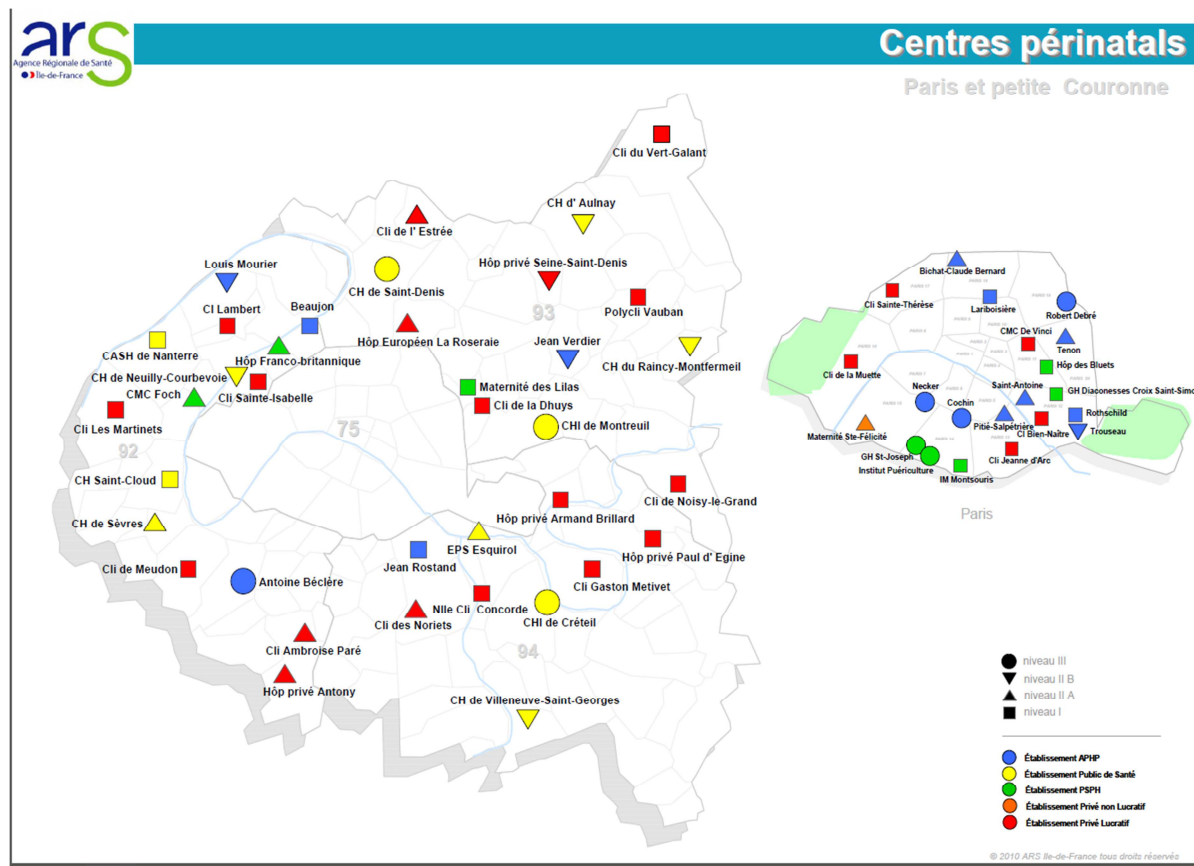 ars
Agence Régionale de Santé
Île-de-France
Centres périnatals
Paris et petite Couronne
Cli du Vert-Galant
CH d' Aulnay
Cli de l' Estrée
Louis Mourier
Hôp privé Seine-Saint-Denis
CH de Saint-Denis
Cl Lambert
Beaujon
93
Polycli Vauban
Hôp Européen La Roseraie
Jean Verdier
CASH de Nanterre
Hôp Franco-britannique
CH du Raincy-Montfermeil
CH de Neuilly-Courbevoie
Maternité des Lilas
CMC Foch
Cli Sainte-Isabelle
Cli de la Dhuys
Cli Les Martinets
75
CHI de Montreuil
92
CH Saint-Cloud
Cli de Noisy-le-Grand
Hôp privé Armand Brillard
CH de Sèvres
EPS Esquirol
Hôp privé Paul d' Egine
Jean Rostand
Cli de Meudon
Antoine Béclère
Cli Gaston Metivet
Nlle Cli Concorde
Cli des Noriets
CHI de Créteil
Cli Ambroise Paré
94
Hôp privé Antony
CH de Villeneuve-Saint-Georges
Bichat-Claude Bernard
Cli Sainte-Thérèse
Lariboisière
Robert Debré
CMC De Vinci
Tenon
Cli de la Muette
Hôp des Bluets
Necker
Saint-Antoine
GH Diaconesses Croix Saint-Simo
Cochin
Rothschild
Pitié-Salpétrière
Cl Bien-Naître
Trouseau
Maternité Ste-Félicité
GH St-Joseph
Cli Jeanne d'Arc
Institut Puériculture
IM Montsouris
Paris
niveau III
niveau II B
niveau II A
niveau I
Établissement APHP
Établissement Public de Santé
Établissement PSPH
Établissement Privé non Lucratif
Établissement Privé Lucratif
© 2010 ARS Ile-de-France tous droits réservés